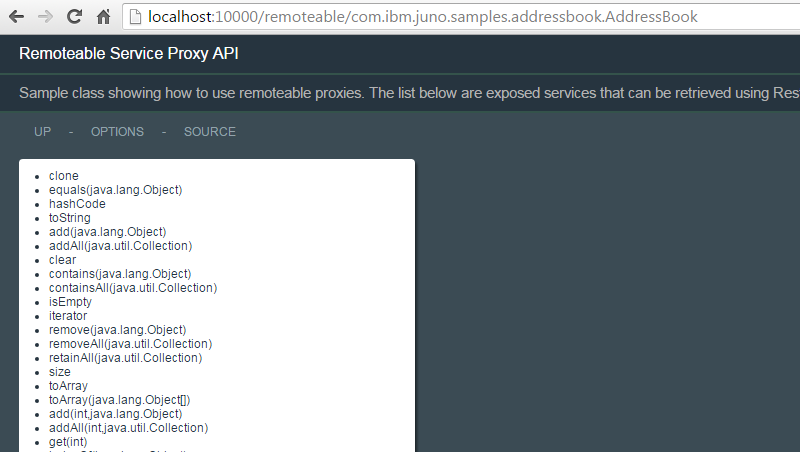 localhost:10000/remoteable/com.ibm.juno.samples.addressbook.AddressBook
Remoteable Service Proxy API
Sample class showing how to use remoteable proxies. The list below are exposed services that can be retrieved using
UP - OPTIONS - SOURCE
clone
equals(java.lang.Object)
hashCode
toString
add(java.lang.Object)
addAll(java.util.Collection)
clear
contains(java.lang.Object)
containsAll(java.util.Collection)
isEmpty
iterator
remove(java.lang.Object)
removeAll(java.util.Collection)
retainAll(java.util.Collection)
size
toArray
toArray(java.lang.Object[])
add(int,java.lang.Object)
addAll(int,java.util.Collection)
get(int)